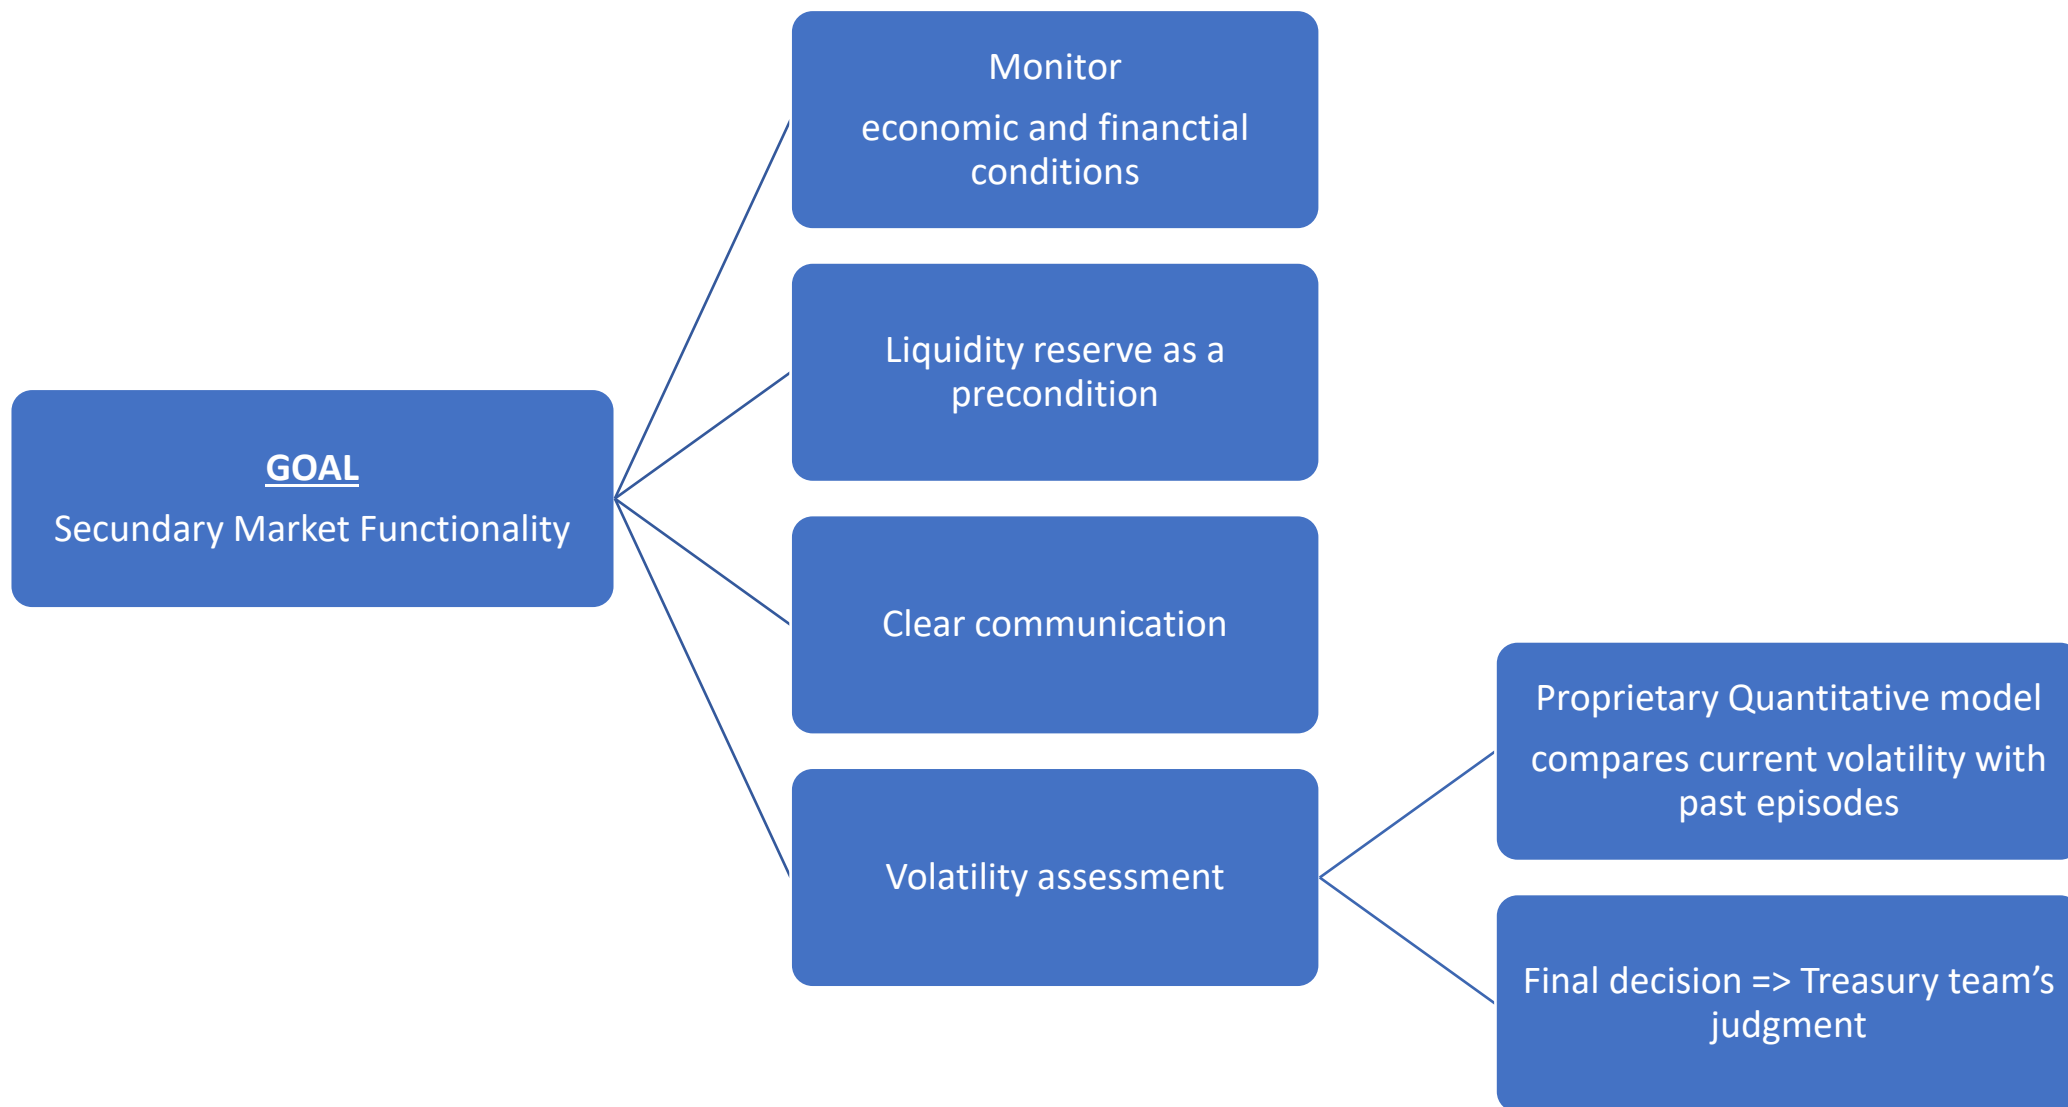 Monitor
economic and financtial
conditions
Liquidity reserve as a
precondition
GOAL
Secundary Market Functionality
Clear communication
Volatility assessment
Proprietary Quantitative model
compares current volatility with
past episodes
Final decision => Treasury team’s
judgment